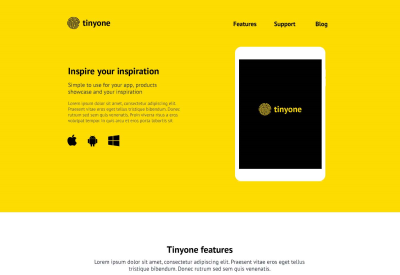 tinyone
Features Support Blog
Inspire your inspiration
Simple to use for your app, products
showcase and your inspiration
Lorem ipsum dolor sit amet, consectetur adipiscing elit.
Praesent vitae eros eget tellus tristique bibendum. Donec
rutrum sed sem quis venenatis. Proin viverra risus a eros
volutpat tempor. In quis arcu et eros porta lobortis sit
tinyone
Tinyone features
Lorem ipsum dolor sit amet, consectetur adipiscing elit. Praesent vitae eros eget tellus
tristique bibendum. Donec rutrum sed sem quis venenatis.